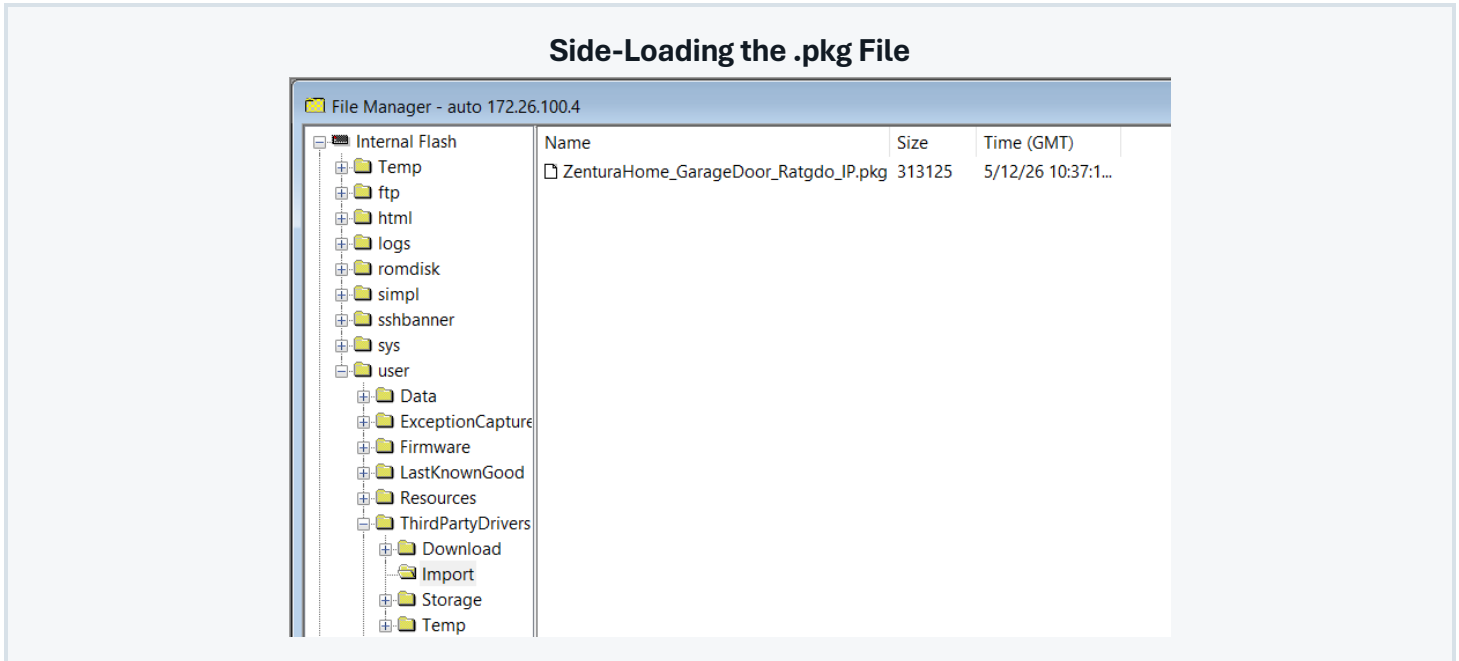 Side-Loading the .pkg File
File Manager - auto 172.26.100.4
Internal Flash
Temp
ftp
html
logs
romdisk
simpl
sshbanner
sys
user
Data
ExceptionCapture
Firmware
LastKnownGood
Resources
ThirdPartyDrivers
Download
Import
Storage
Temp
Name Size Time (GMT)
ZenturaHome_GarageDoor_Ratgdo_IP.pkg 313125 5/12/26 10:37:1...